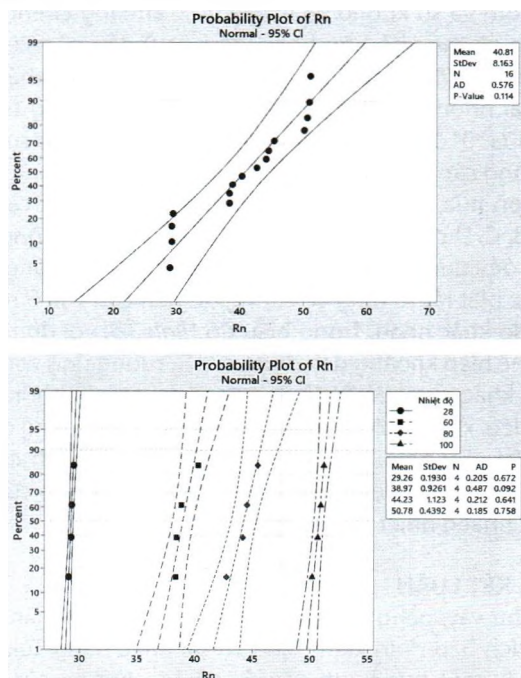 Probability Plot of Rn
Normal - 95% CI
Mean 40.81
StDev 8.163
N 16
AD 0.576
P-Value 0.114
99
95
90
80
70
60
50
40
30
20
10
5
1
Percent
10 20 30 40 50 60 70
Rn
Probability Plot of Rn
Normal - 95% CI
Nhiệt độ
28
60
80
100
Mean StDev N AD P
29.26 0.1930 4 0.205 0.672
38.97 0.9261 4 0.487 0.092
44.23 1.123 4 0.212 0.641
50.78 0.4392 4 0.185 0.758
99
95
90
80
70
60
50
40
30
20
10
5
1
Percent
30 35 40 45 50 55
Rn